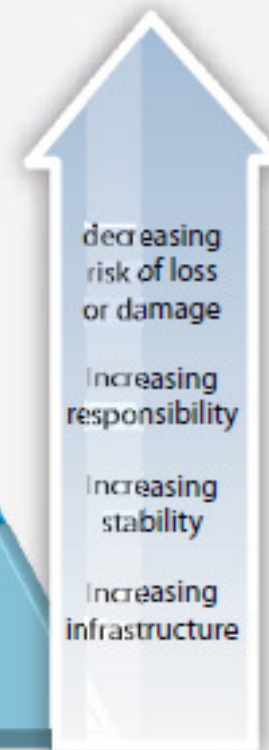 decreasing
risk of loss
or damage
Increasing
responsibility
Increasing
stability
Increasing
infrastructure